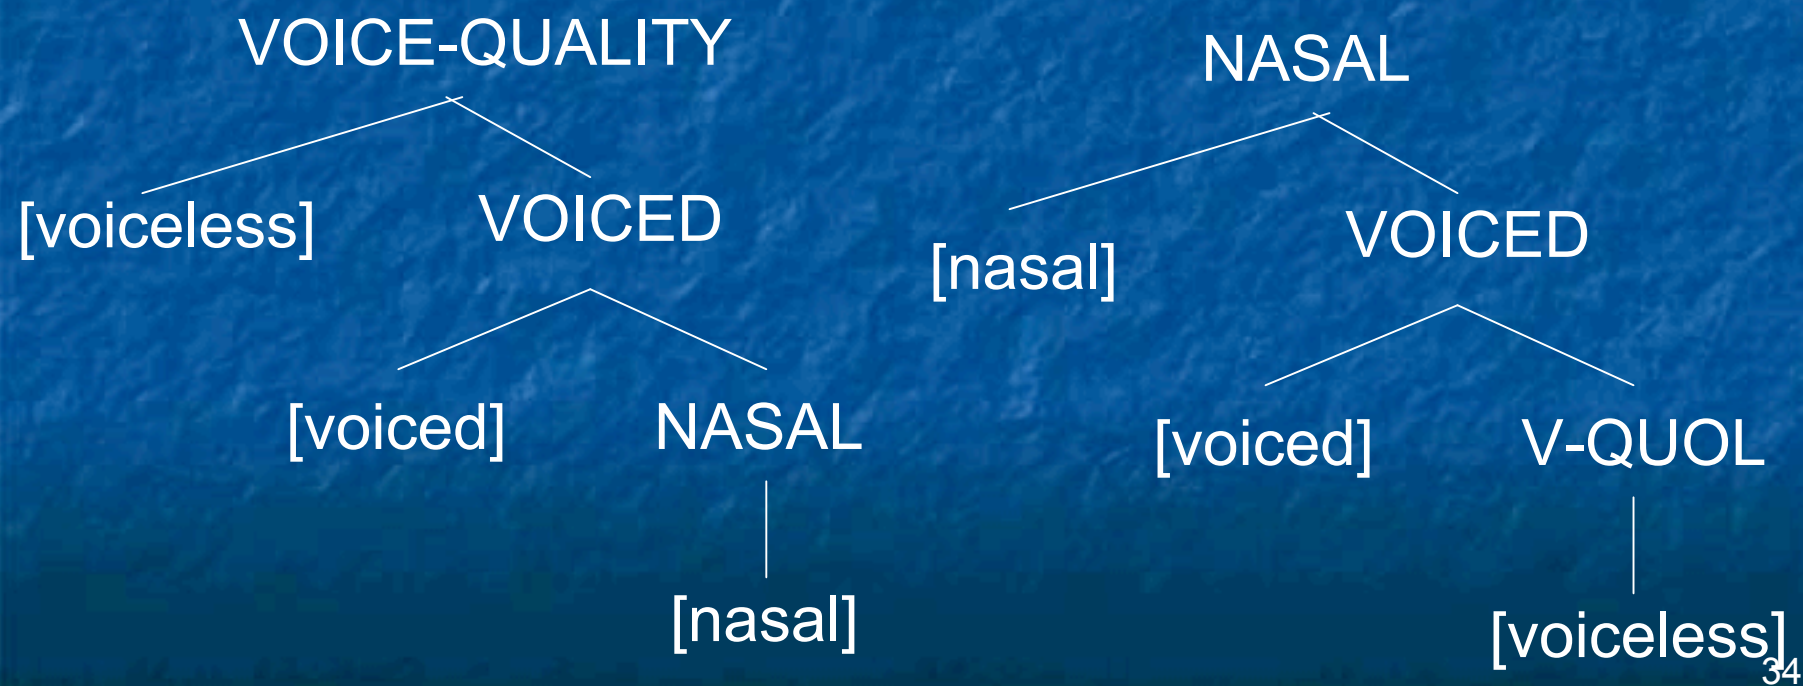 VOICE-QUALITY
[voiceless]
VOICED
[voiced]
NASAL
[nasal]
NASAL
[nasal]
VOICED
[voiced]
V-QUOL
[voiceless]
34